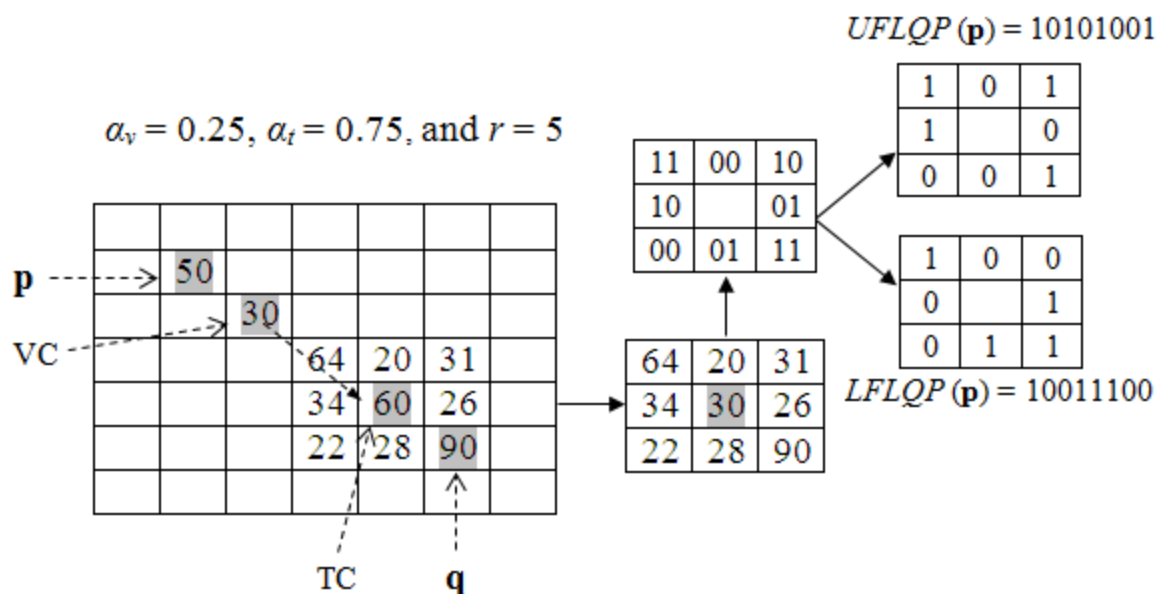 UFLQP (p) = 10101001
1 0 1
1 0
0 0 1
αv = 0.25, αt = 0.75, and r = 5
11 00 10
10 01
00 01 11
1 0 0
0 1
0 1 1
LFLQP (p) = 10011100
p
50
30
VC
64 20 31
34 60 26
22 28 90
64 20 31
34 30 26
22 28 90
TC
q